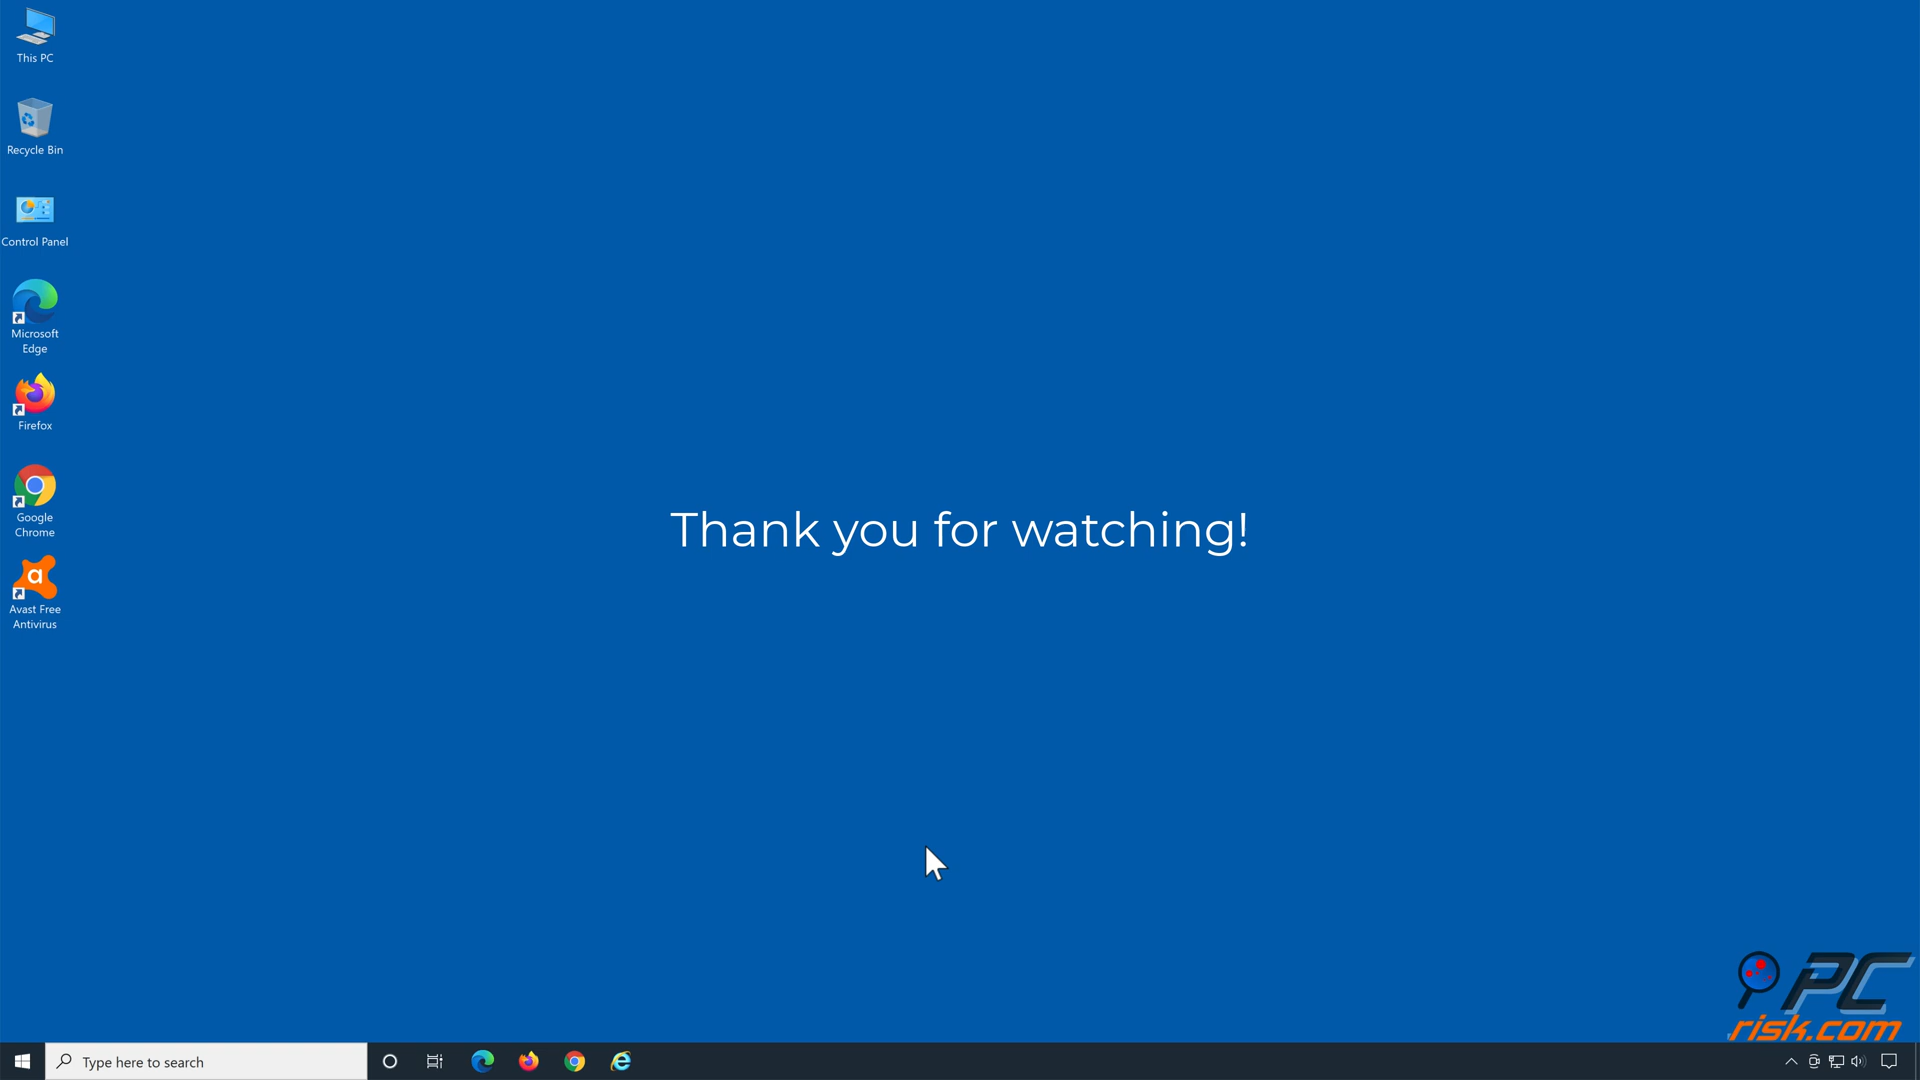 This PC
Recycle Bin
Control Panel
Microsoft
Edge
Firefox
Google
Chrome
a
Avast Free
Antivirus
Thank you for watching!
PC
risk.com
Type here to search